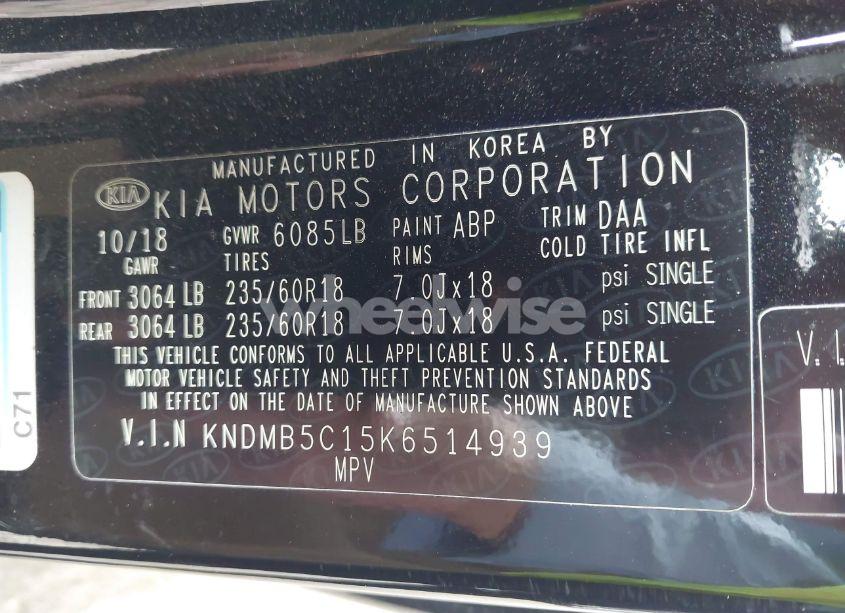 MANUFACTURED IN KOREA BY
KIA KIA MOTORS CORPORATION
10/18 GVWR 6085LB PAINT ABP TRIM DAA
GAWR TIRES RIMS COLD TIRE INFL
FRONT 3064 LB 235/60R18 7.0Jx18 psi SINGLE
REAR 3064 LB 235/60R18 7.0Jx18 psi SINGLE
THIS VEHICLE CONFORMS TO ALL APPLICABLE U.S.A. FEDERAL
MOTOR VEHICLE SAFETY AND THEFT PREVENTION STANDARDS
IN EFFECT ON THE DATE OF MANUFACTURE SHOWN ABOVE
V.I.N KNDMB5C15K6514939
MPV
C71
V. I.
Wheelwise